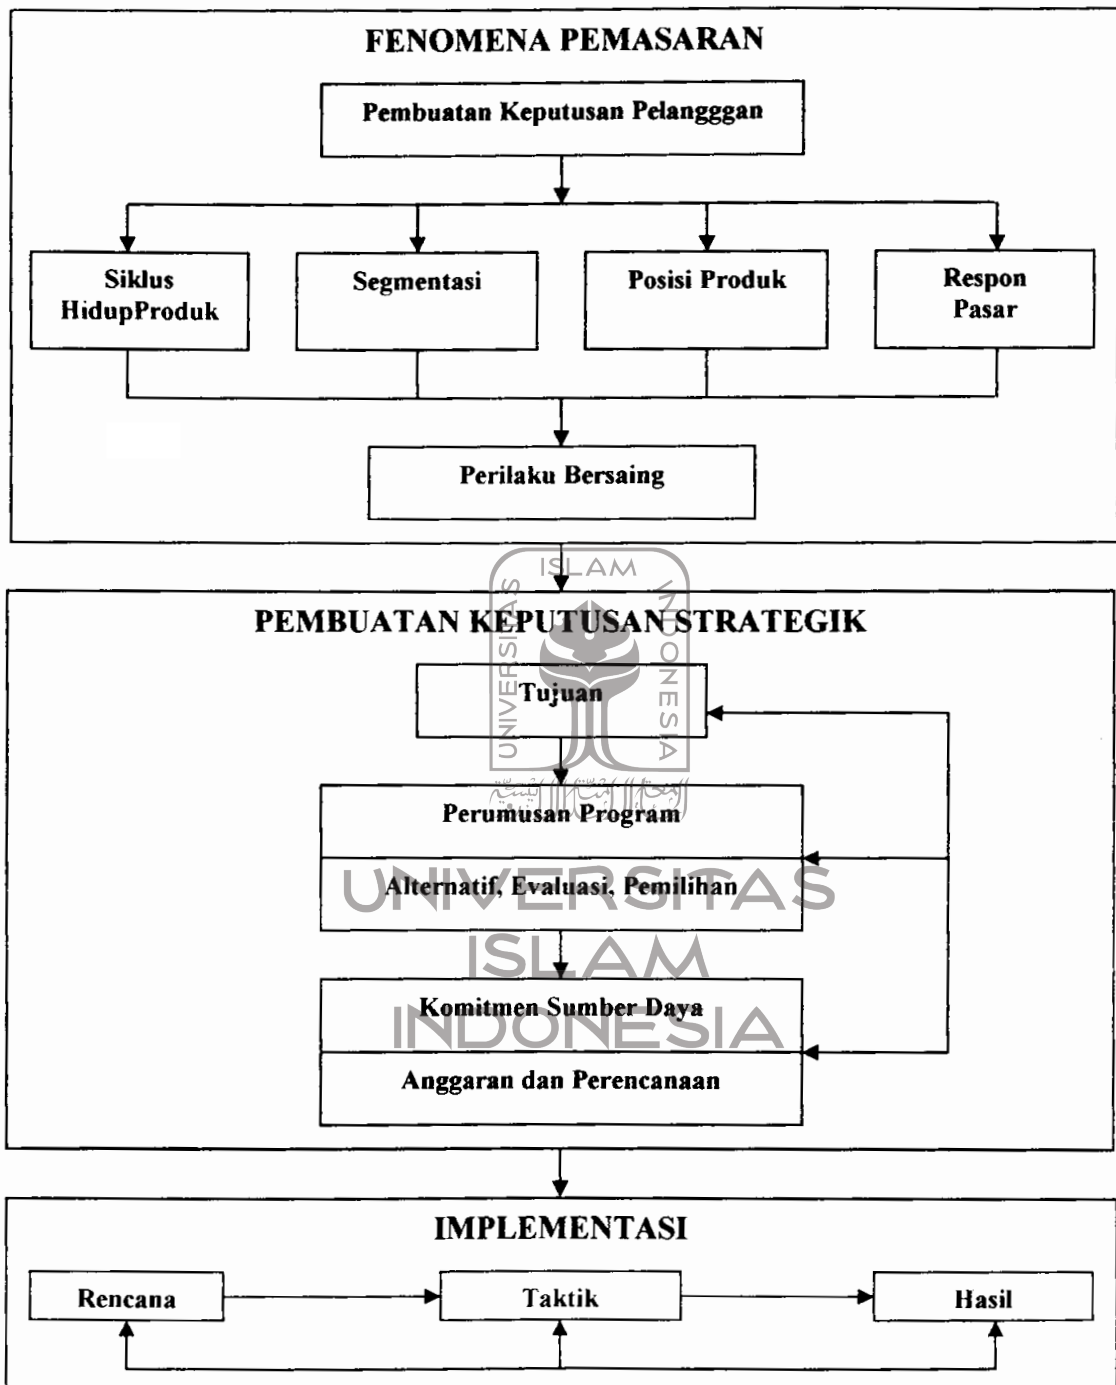 FENOMENA PEMASARAN
Pembuatan Keputusan Pelangggan
Siklus
HidupProduk
Segmentasi
Posisi Produk
Respon
Pasar
Perilaku Bersaing
ISLAM
UNIVERSITAS
INDONESIA
PEMBUATAN KEPUTUSAN STRATEGIK
Tujuan
Perumusan Program
Alternatif, Evaluasi, Pemilihan
UNIVERSITAS
ISLAM
INDONESIA
Komitmen Sumber Daya
Anggaran dan Perencanaan
IMPLEMENTASI
Rencana
Taktik
Hasil